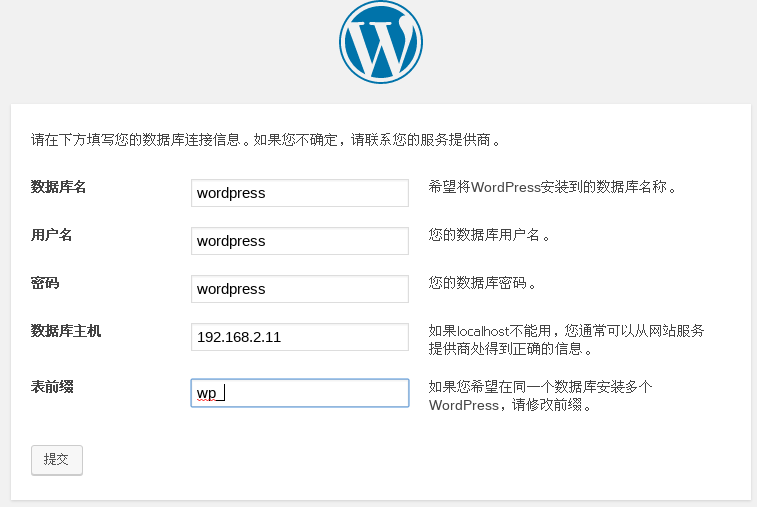 请在下方填写您的数据库连接信息。如果您不确定，请联系您的服务提供商。
数据库名 wordpress 希望将WordPress安装到的数据库名称。
用户名 wordpress 您的数据库用户名。
密码 wordpress 您的数据库密码。
数据库主机 192.168.2.11 如果localhost不能用，您通常可以从网站服务
提供商处得到正确的信息。
表前缀 wp_ 如果您希望在同一个数据库安装多个
WordPress，请修改前缀。
提交